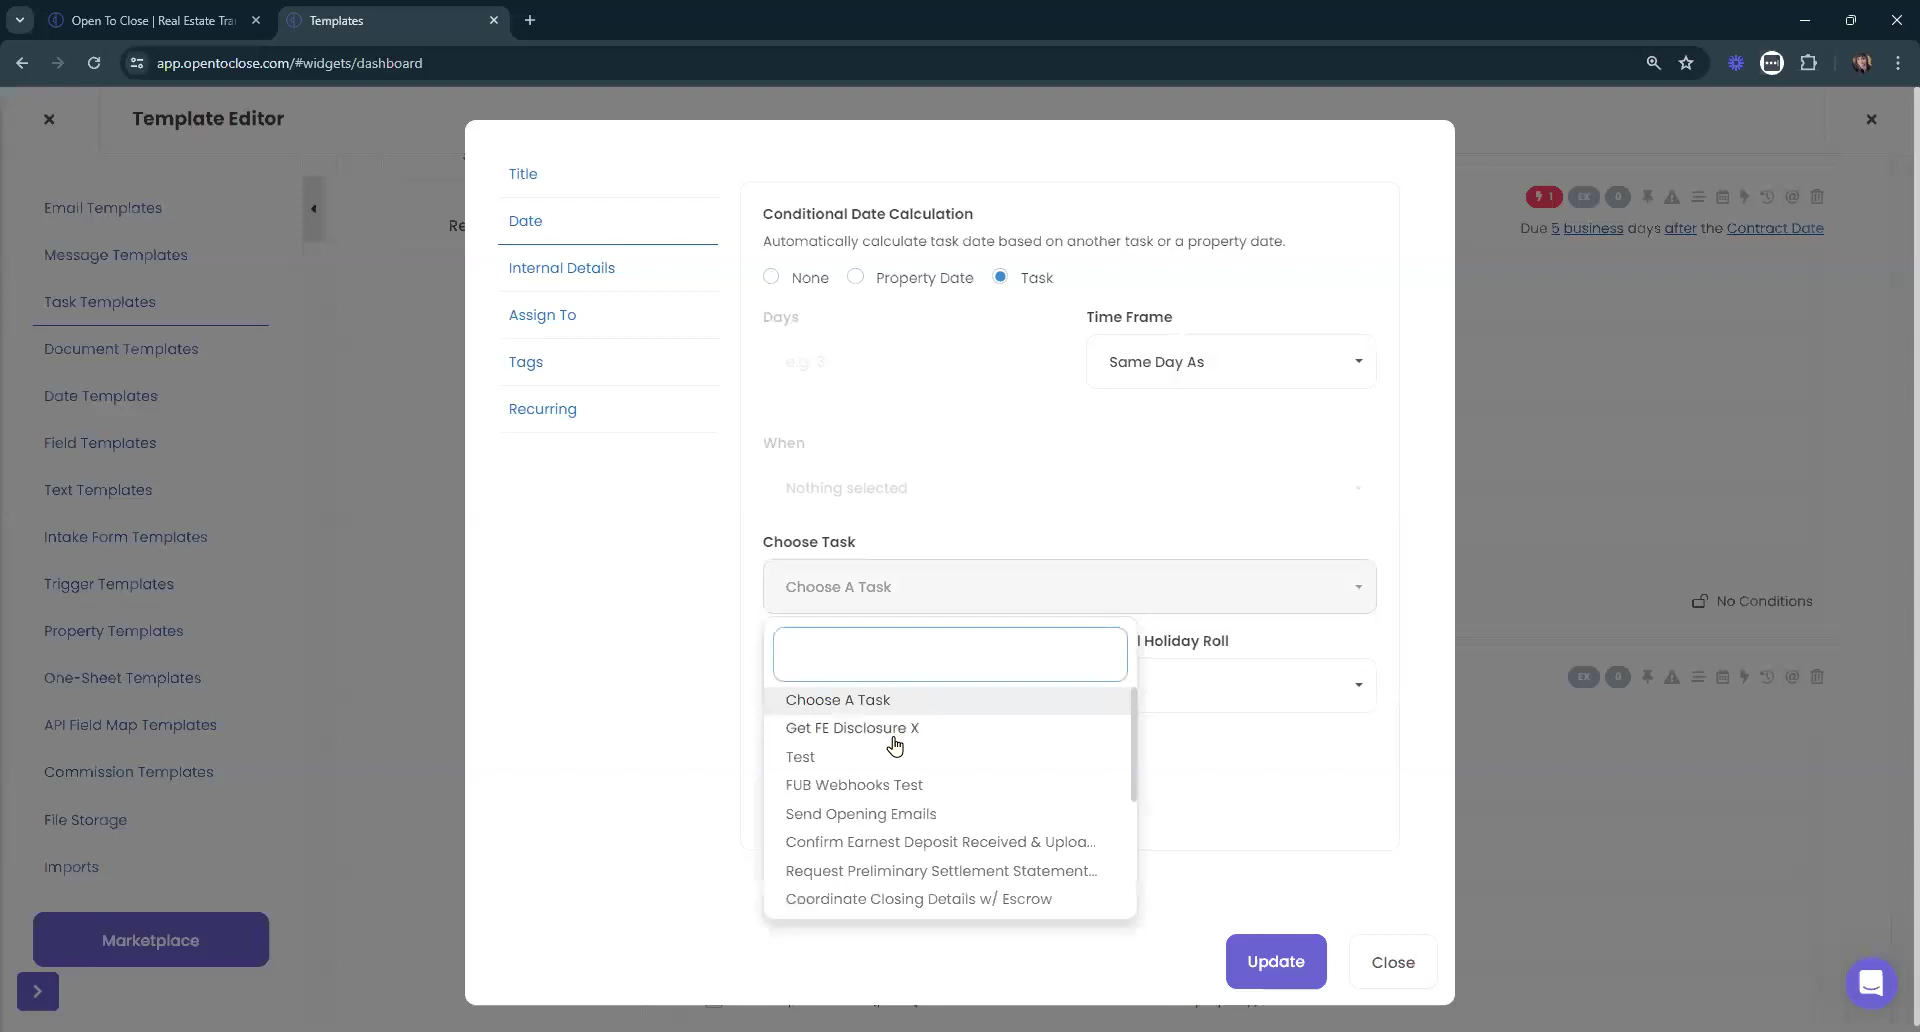 Open To Close | Real Estate Tra
Templates
app.opentoclose.com/#widgets/dashboard
Template Editor
Email Templates
Message Templates
Task Templates
Document Templates
Date Templates
Field Templates
Text Templates
Intake Form Templates
Trigger Templates
Property Templates
One-Sheet Templates
API Field Map Templates
Commission Templates
File Storage
Imports
Marketplace
Re
Title
Date
Internal Details
Assign To
Tags
Recurring
Conditional Date Calculation
Automatically calculate task date based on another task or a property date.
None
Property Date
Task
Days
Time Frame
e.g. 3
Same Day As
When
Nothing selected
Choose Task
Choose A Task
l Holiday Roll
Choose A Task
Get FE Disclosure X
Test
FUB Webhooks Test
Send Opening Emails
Confirm Earnest Deposit Received & Uploa...
Request Preliminary Settlement Statement...
Coordinate Closing Details w/ Escrow
Update
Close
1
EX
0
Due 5 business days after the Contract Date
No Conditions
EX
0